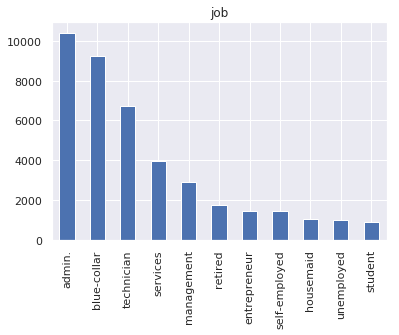 job
10000
8000
6000
4000
2000
0
admin.
blue-collar
technician
services
management
retired
entrepreneur
self-employed
housemaid
unemployed
student